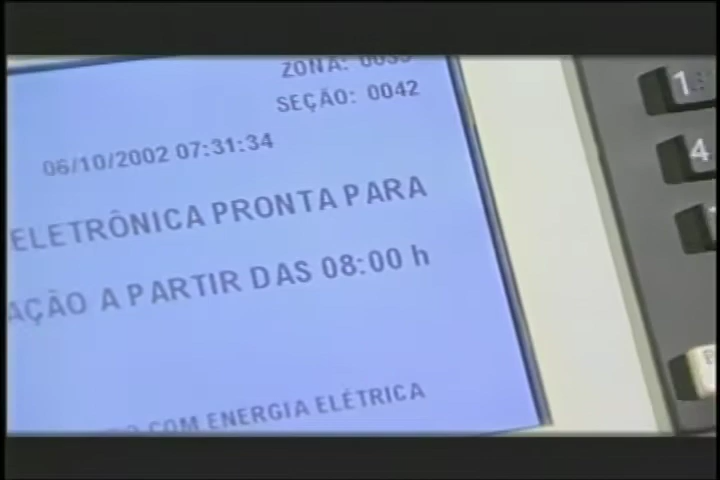 ZONA: 0035
SEÇÃO: 0042
06/10/2002 07:31:34
ELETRÔNICA PRONTA PARA
AÇÃO A PARTIR DAS 08:00 h
COM ENERGIA ELÉTRICA
1
4